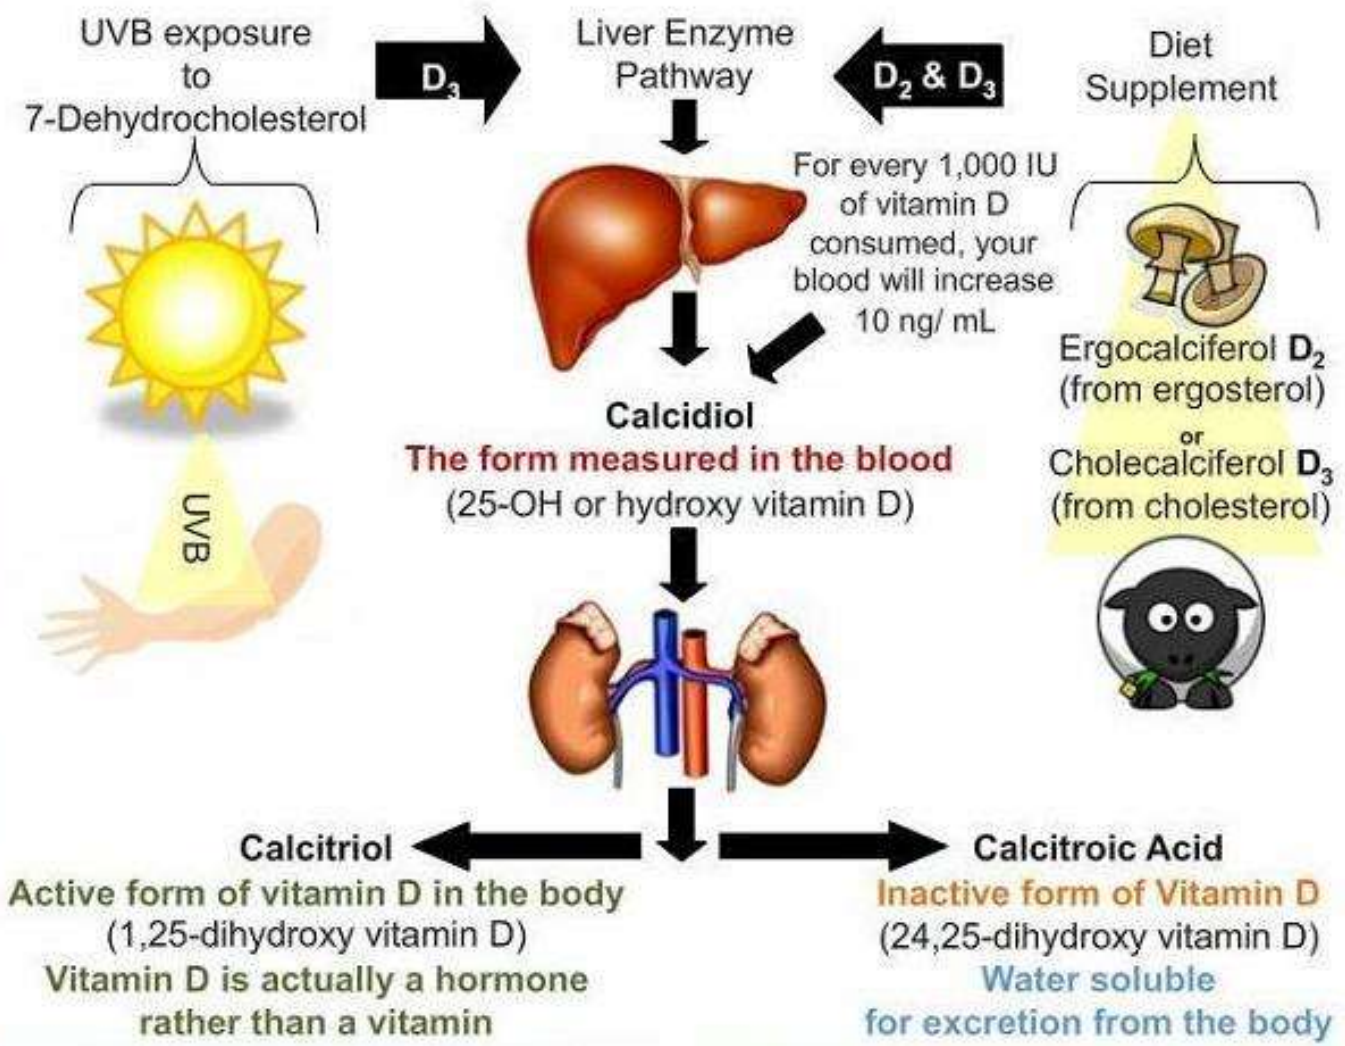 UVB exposure
to
7-Dehydrocholesterol
D3
Liver Enzyme
Pathway
D2 & D3
Diet
Supplement
For every 1,000 IU
of vitamin D
consumed, your
blood will increase
10 ng/ mL
Ergocalciferol D2
(from ergosterol)
or
Cholecalciferol D3
(from cholesterol)
UVB
Calcidiol
The form measured in the blood
(25-OH or hydroxy vitamin D)
Calcitriol
Active form of vitamin D in the body
(1,25-dihydroxy vitamin D)
Vitamin D is actually a hormone
rather than a vitamin
Calcitroic Acid
Inactive form of Vitamin D
(24,25-dihydroxy vitamin D)
Water soluble
for excretion from the body